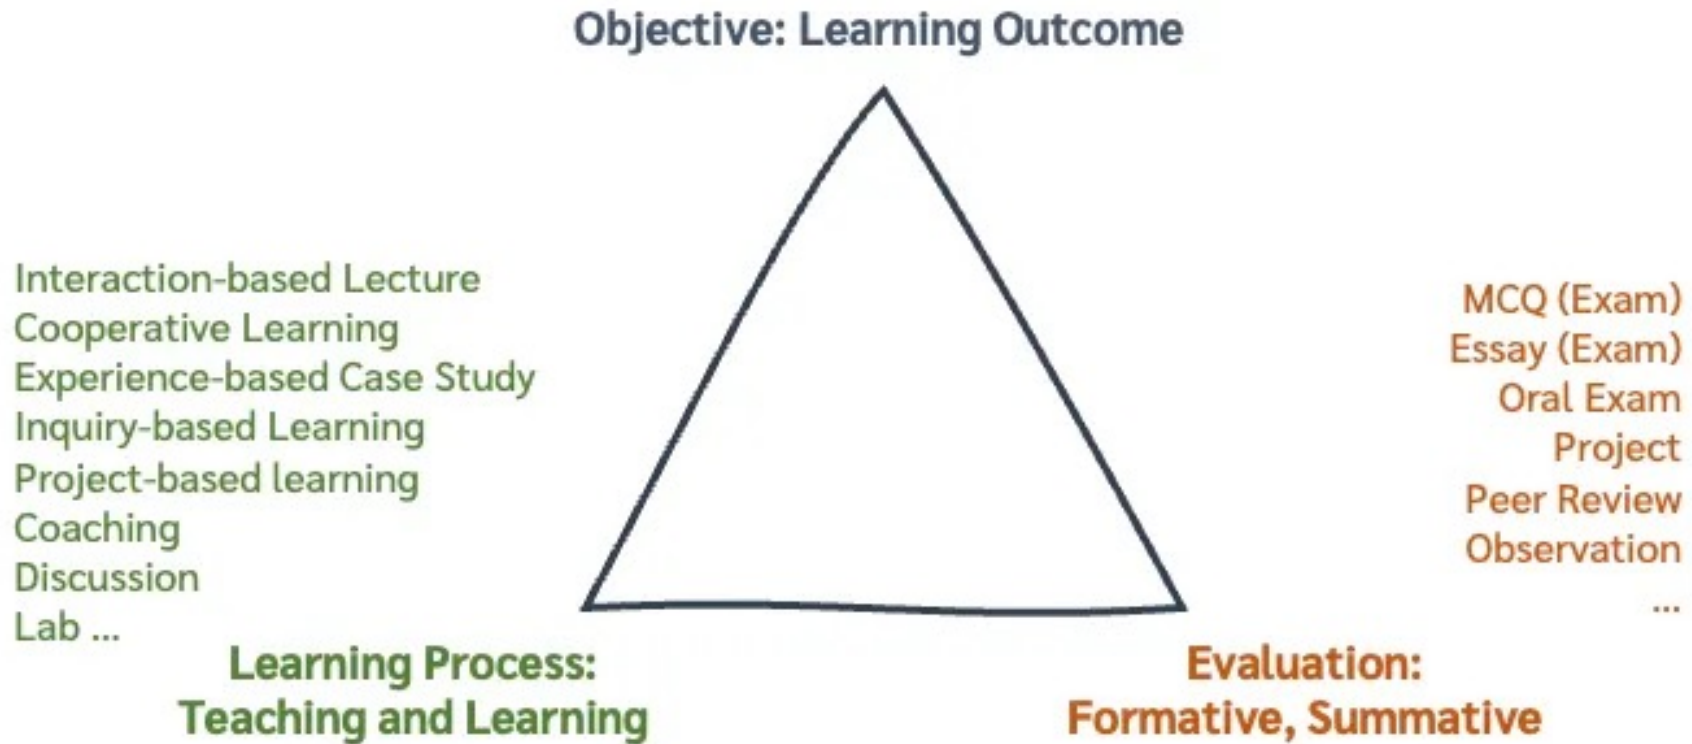 Objective: Learning Outcome
Interaction-based Lecture
Cooperative Learning
Experience-based Case Study
Inquiry-based Learning
Project-based learning
Coaching
Discussion
Lab ...
Learning Process:
Teaching and Learning
MCQ (Exam)
Essay (Exam)
Oral Exam
Project
Peer Review
Observation
...
Evaluation:
Formative, Summative